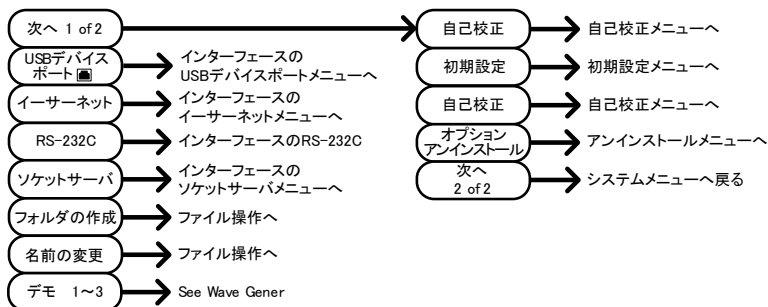 次へ 1 of 2
USBデバイス
ポート
インターフェースの
USBデバイスポートメニューへ
イーサーネット
インターフェースの
イーサーネットメニューへ
RS-232C
インターフェースのRS-232C
ソケットサーバ
インターフェースの
ソケットサーバメニューへ
フォルダの作成
ファイル操作へ
名前の変更
ファイル操作へ
デモ 1～3
See Wave Gener
自己校正
自己校正メニューへ
初期設定
初期設定メニューへ
自己校正
自己校正メニューへ
オプション
アンインストール
アンインストールメニューへ
次へ
2 of 2
システムメニューへ戻る